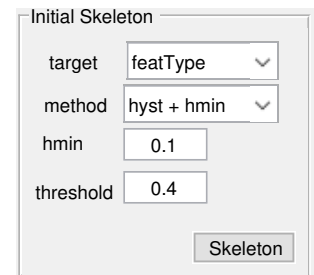 Initial Skeleton
target featType
method hyst + hmin
hmin 0.1
threshold 0.4
Skeleton